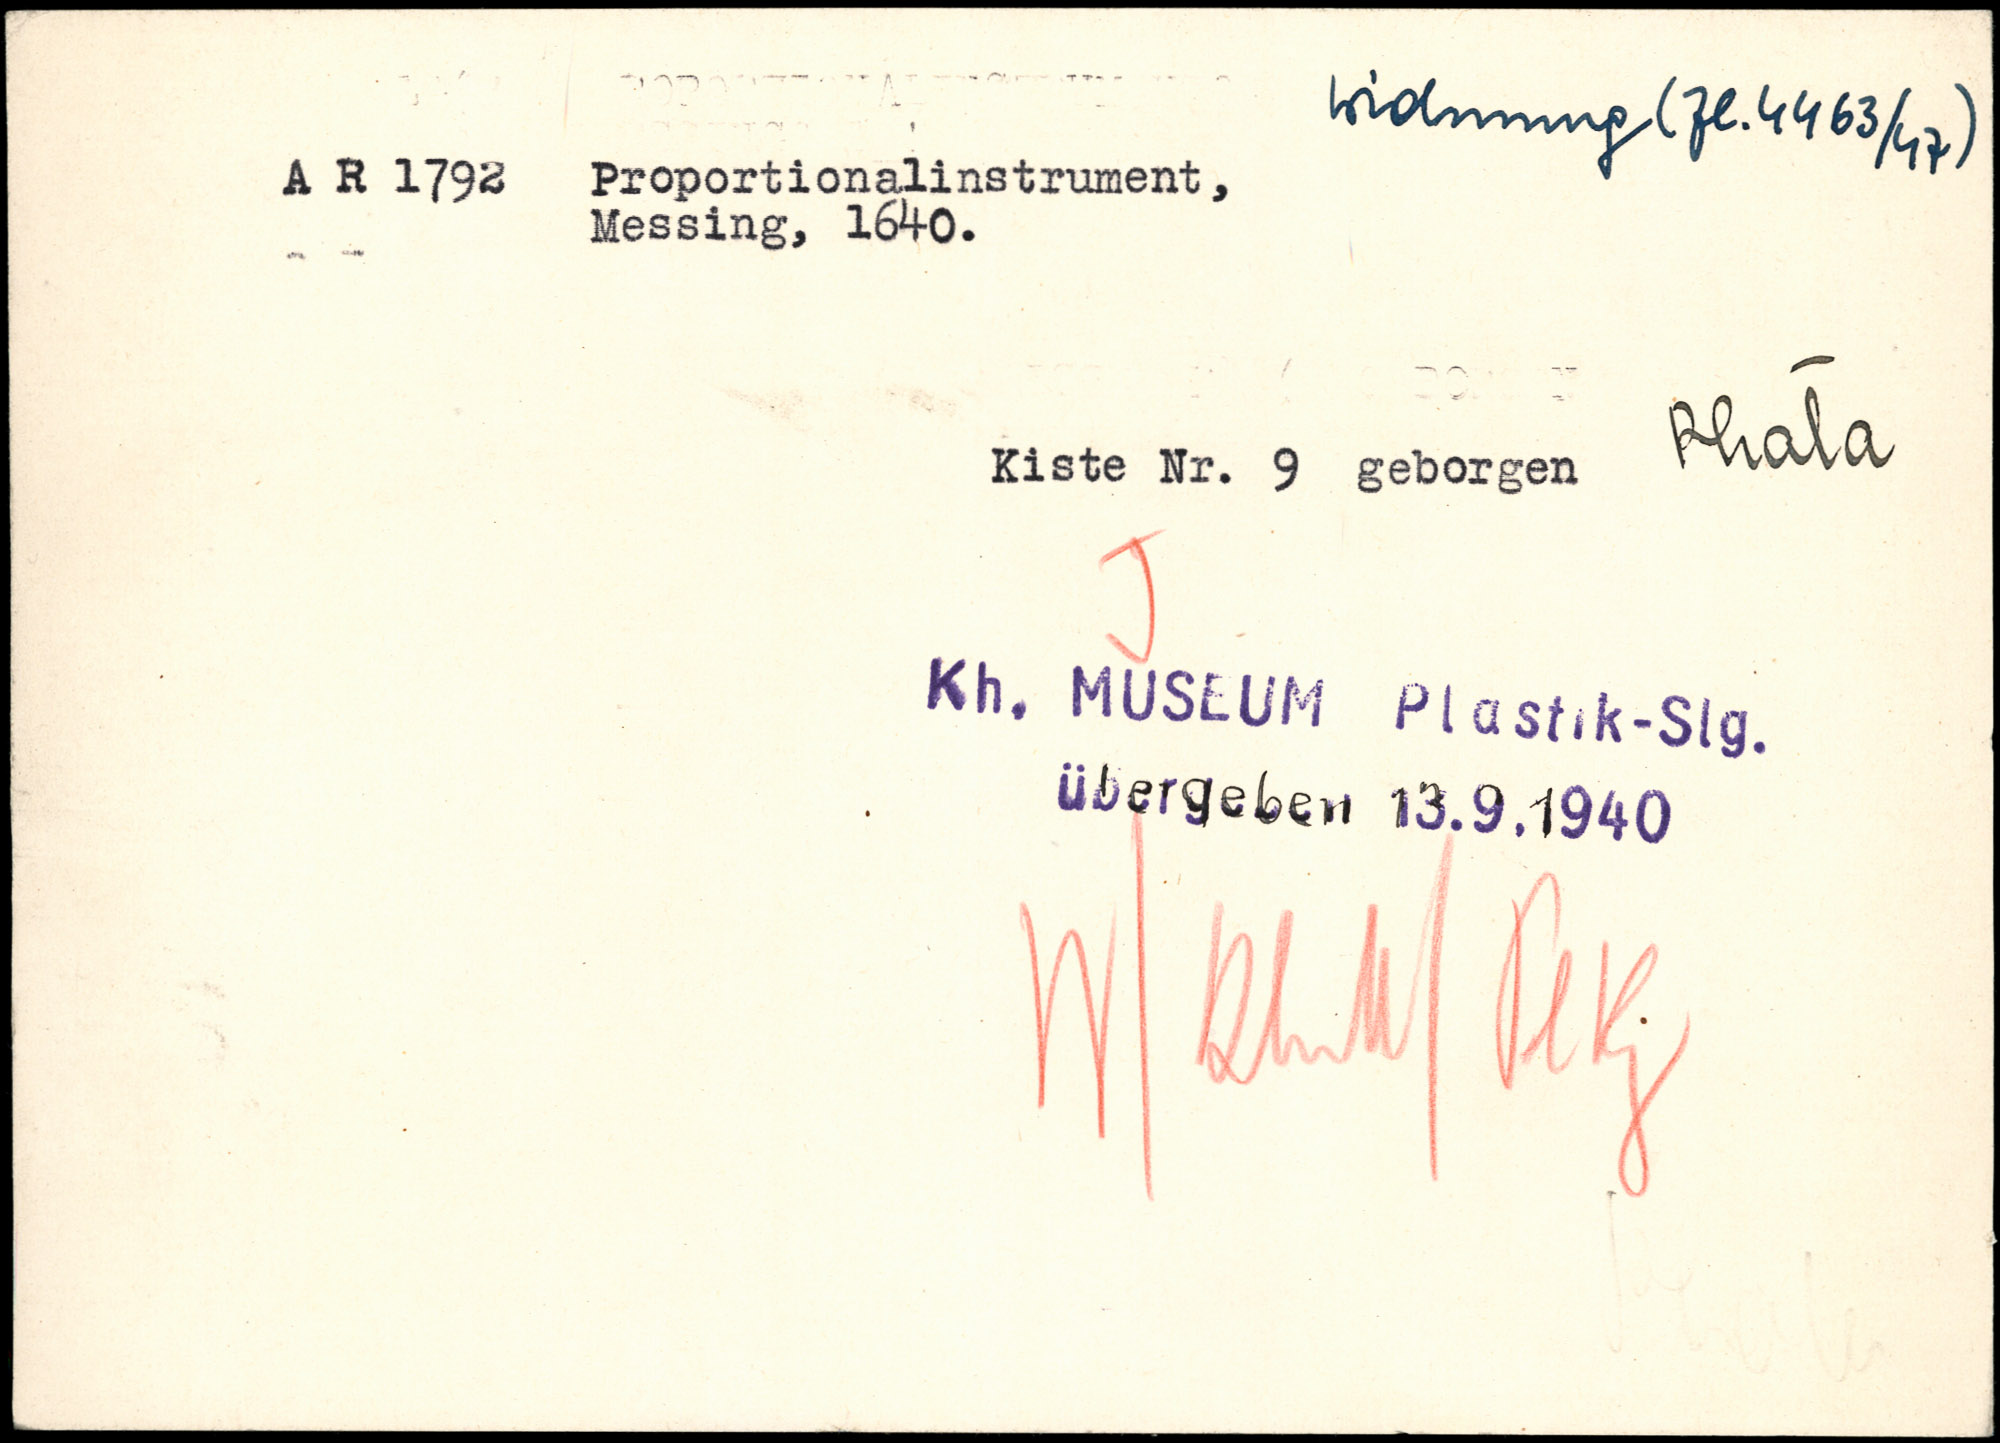 Widmung (Zl. 4463/47)
A R 1792 Proportionalinstrument,
Messing, 1640.
Kiste Nr. 9 geborgen
J
Kh. MUSEUM Plastik-Slg.
übergeben 13.9.1940